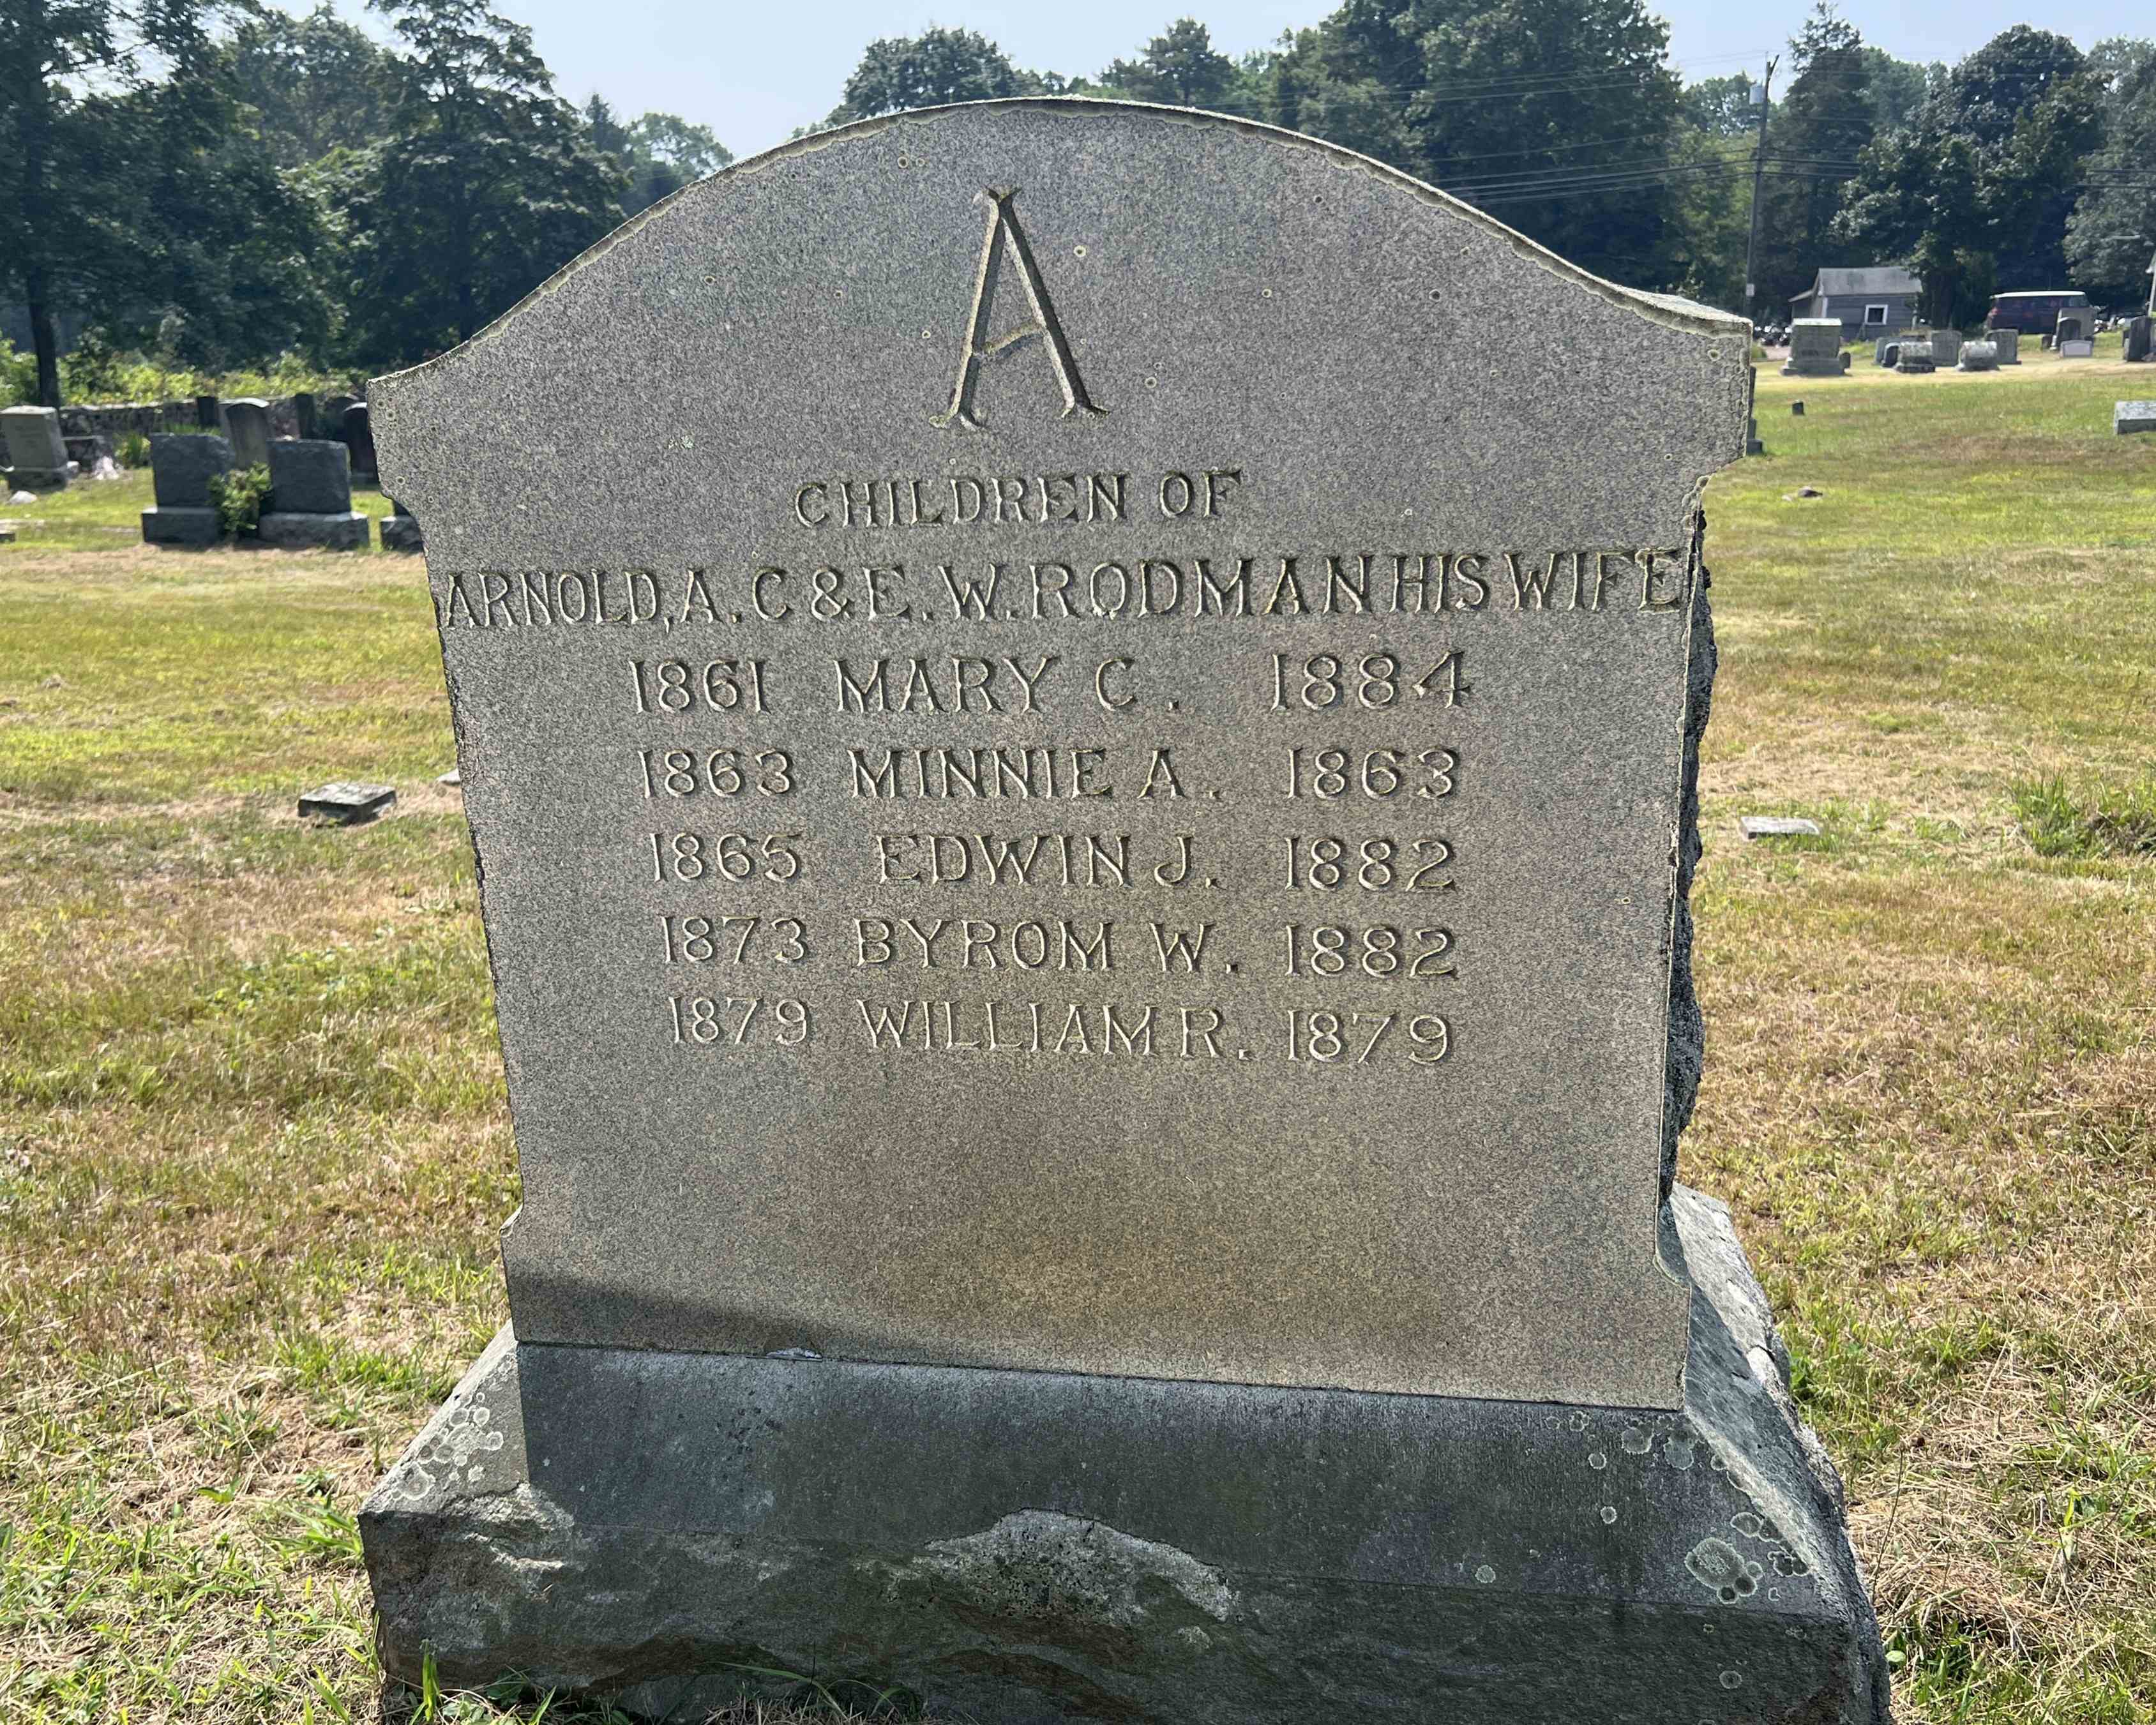 A
CHILDREN OF
ARNOLD, A. C & E. W. RODMAN HIS WIFE
1861 MARY C. 1884
1863 MINNIE A. 1863
1865 EDWIN J. 1882
1873 BYROM W. 1882
1879 WILLIAM R. 1879